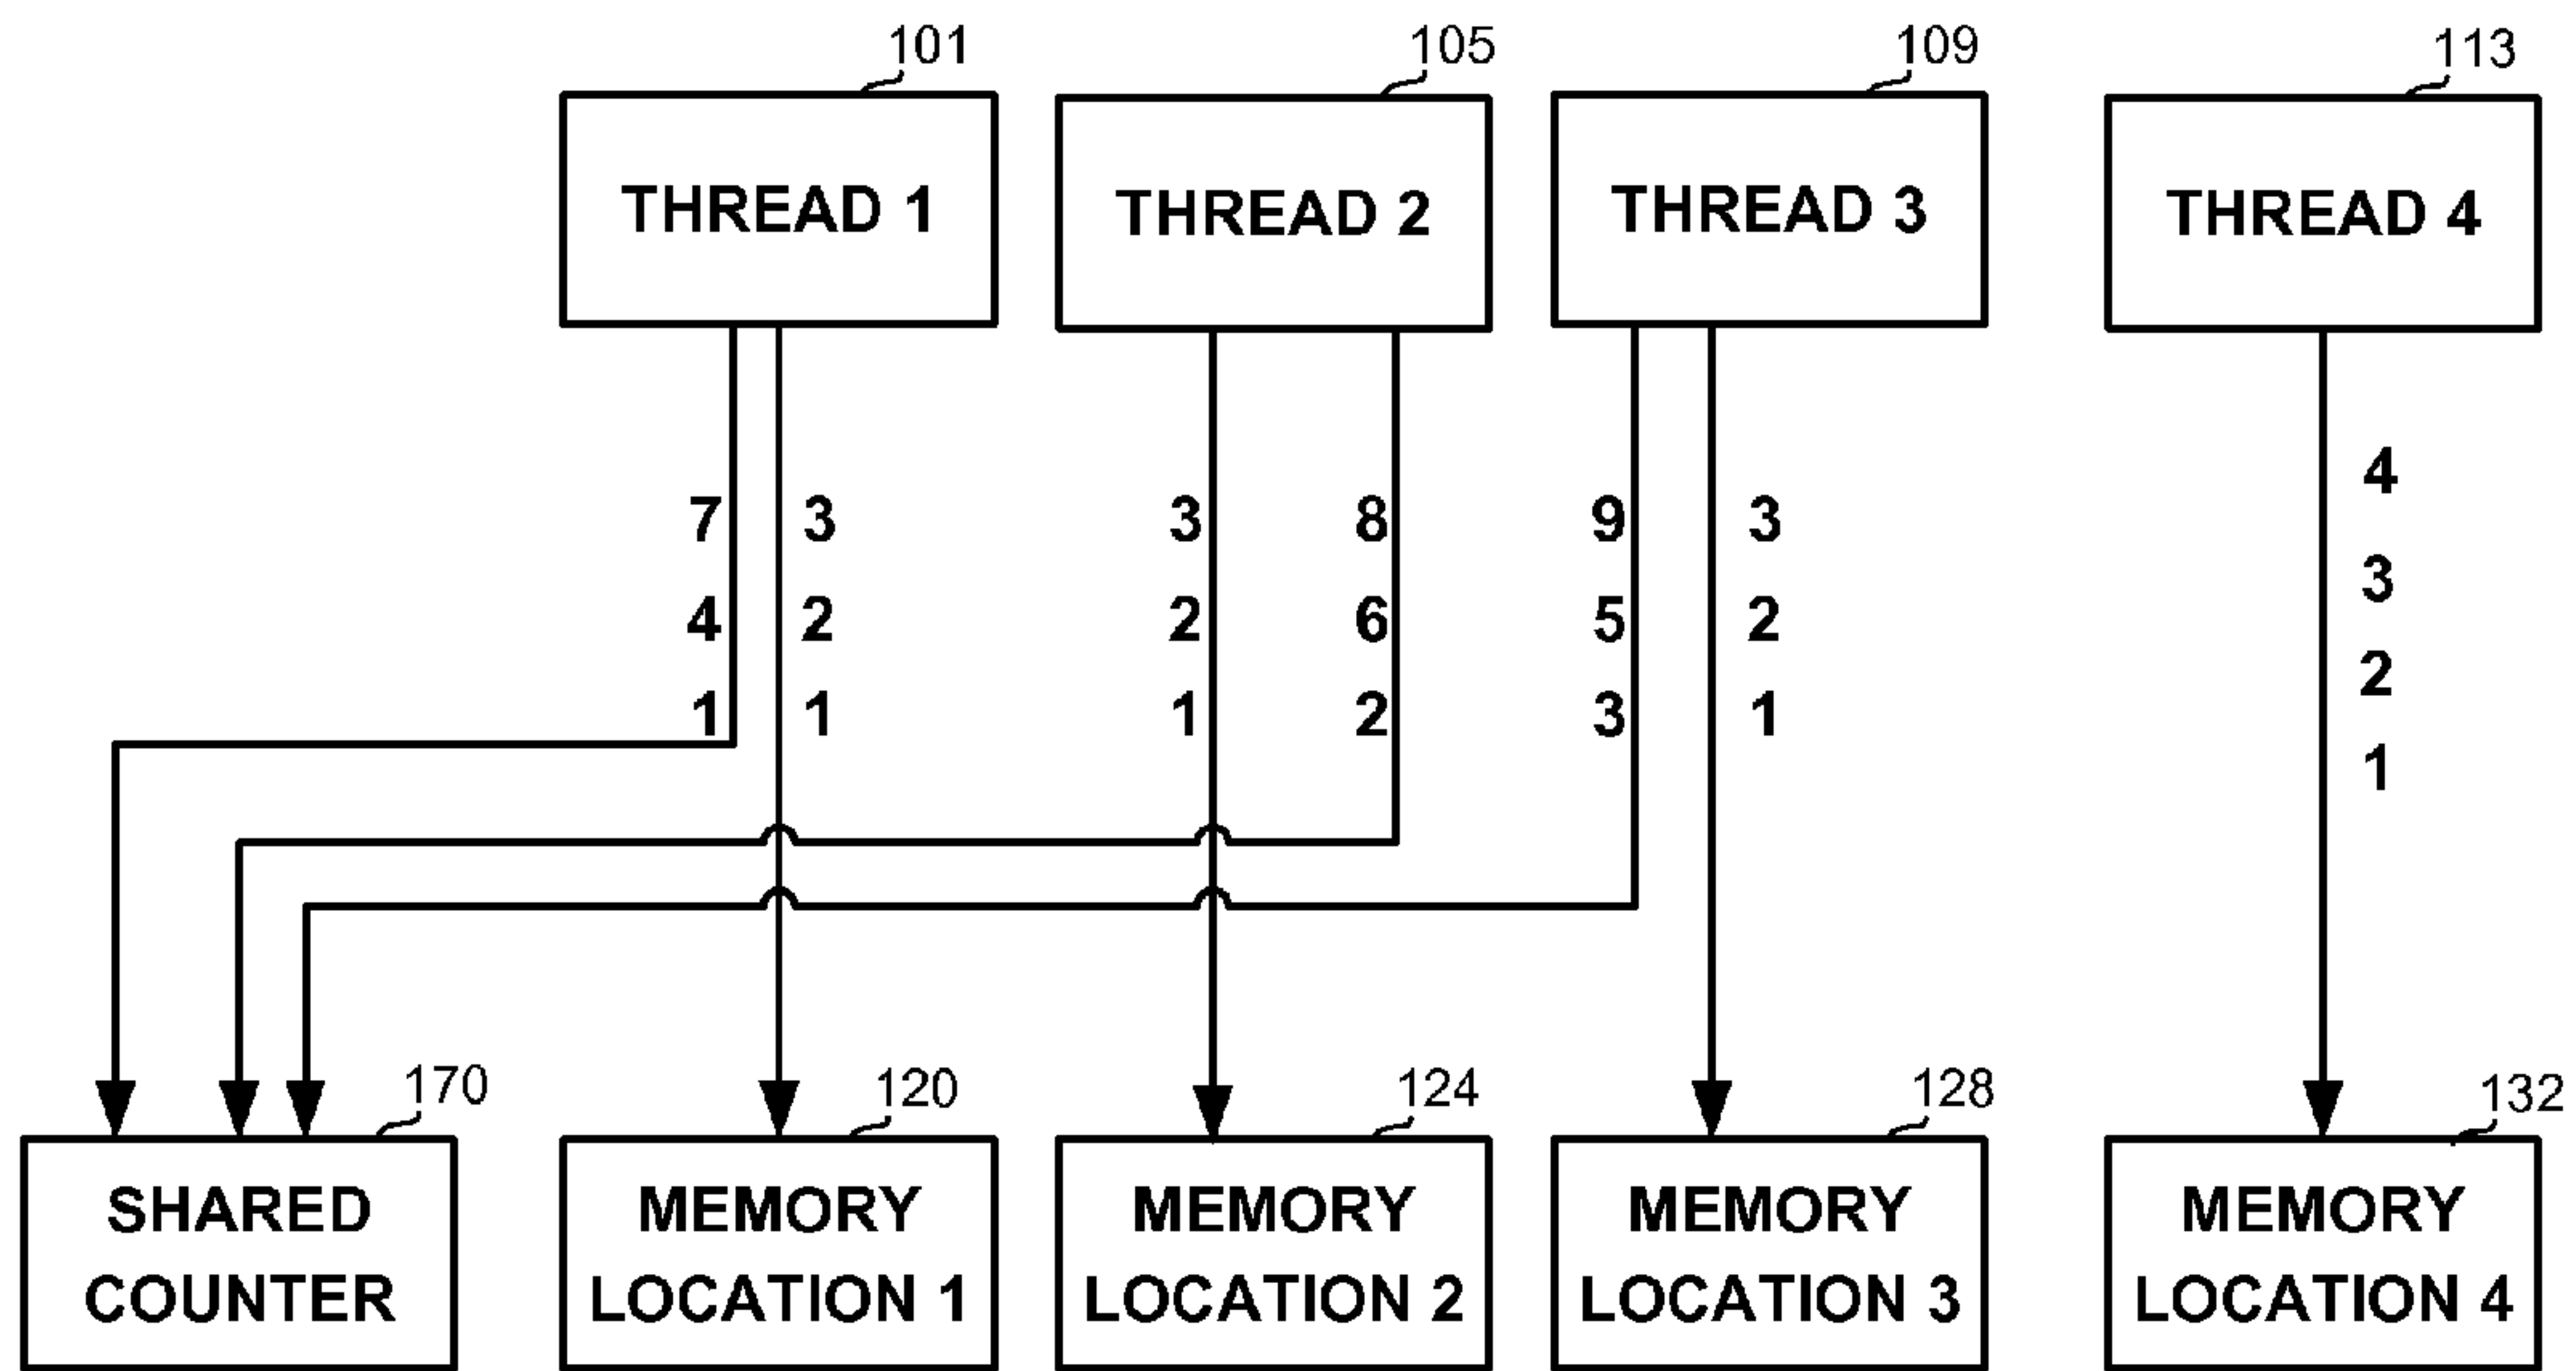 101
105
109
113
THREAD 1
THREAD 2
THREAD 3
THREAD 4
7
4
1
3
2
1
3
2
1
8
6
2
9
5
3
3
2
1
4
3
2
1
170
120
124
128
132
SHARED
COUNTER
MEMORY
LOCATION 1
MEMORY
LOCATION 2
MEMORY
LOCATION 3
MEMORY
LOCATION 4